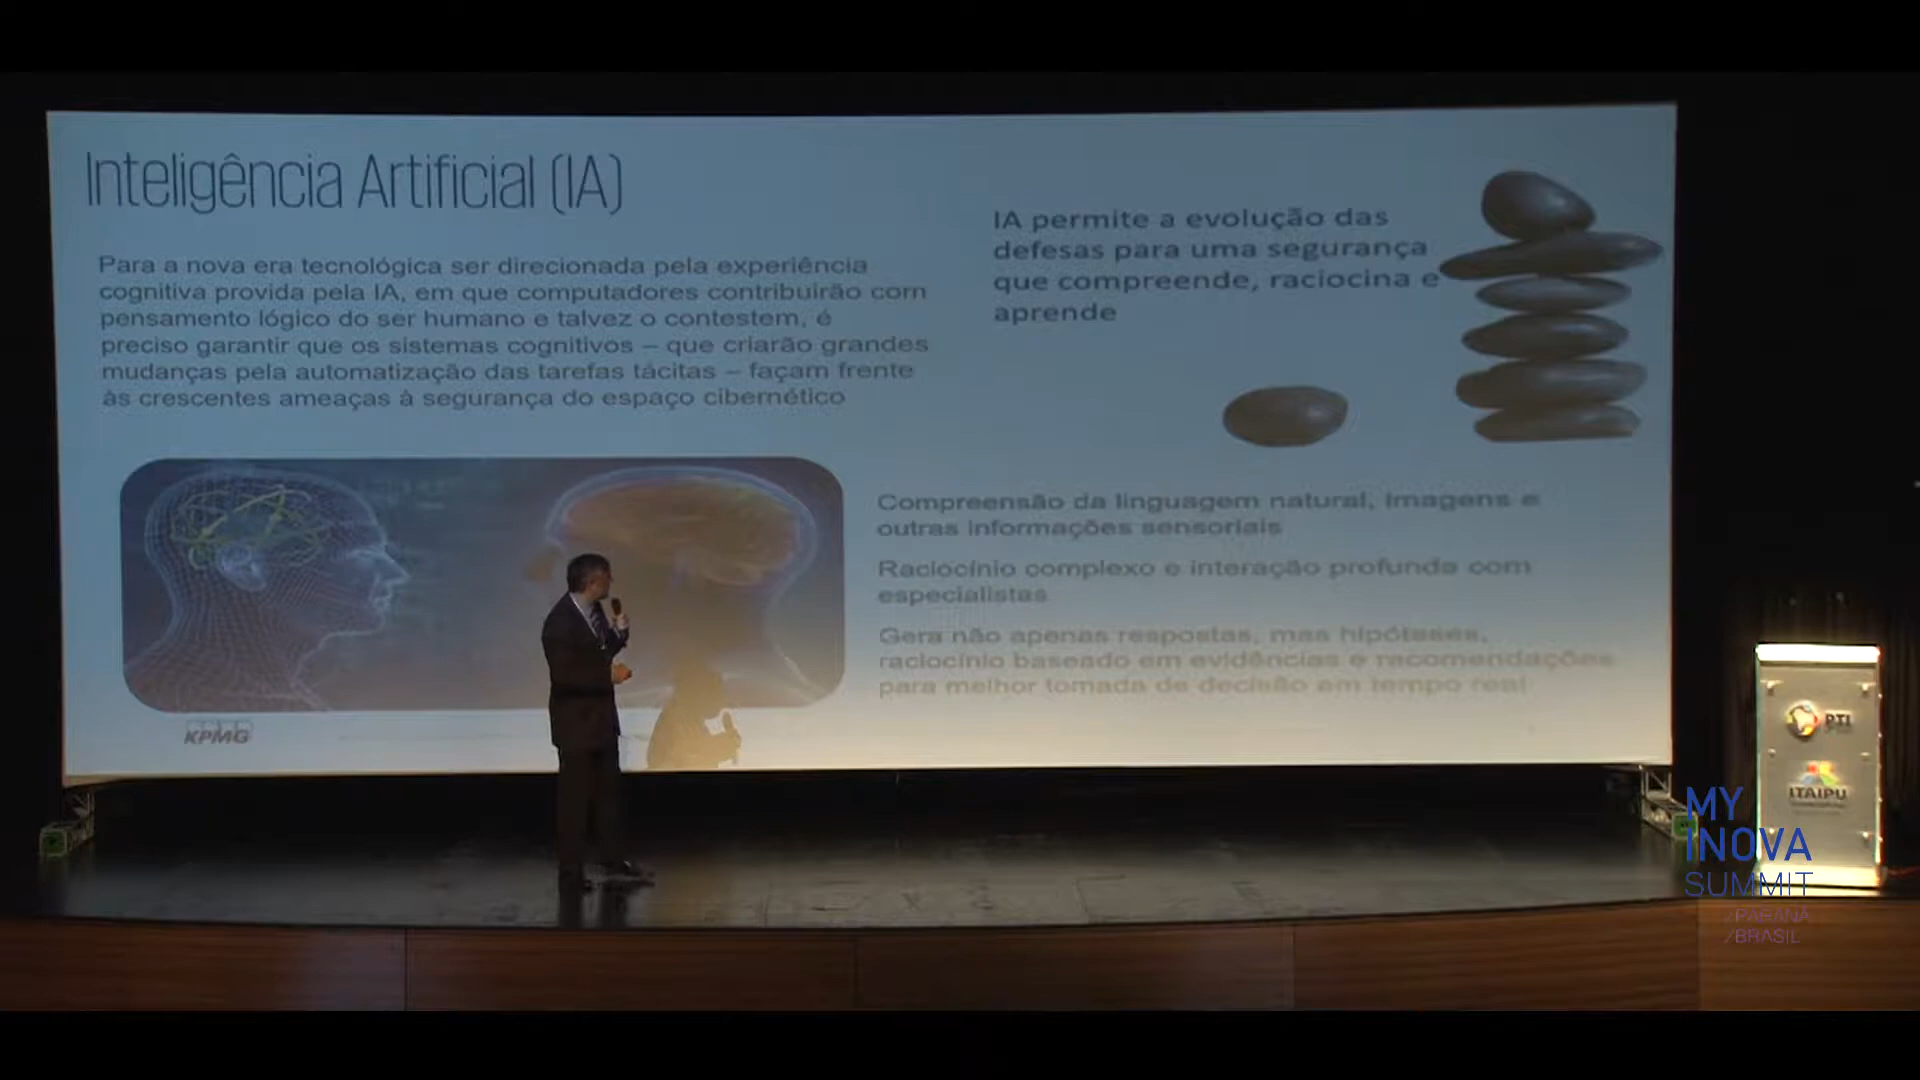 Inteligência Artificial (IA)
Para a nova era tecnológica ser direcionada pela experiência
cognitiva provida pela IA, em que computadores contribuirão com
pensamento lógico do ser humano e talvez o contestem, é
preciso garantir que os sistemas cognitivos – que criarão grandes
mudanças pela automatização das tarefas tácitas – façam frente
às crescentes ameaças à segurança do espaço cibernético
IA permite a evolução das
defesas para uma segurança
que compreende, raciocina e
aprende
Compreensão da linguagem natural, imagens e
outras informações sensoriais
Raciocínio complexo e interação profunda com
especialistas
Gera não apenas respostas, mas hipóteses,
raciocínio baseado em evidências e recomendações
para melhor tomada de decisão em tempo real
KPMG
PTI
ITAIPU
MY
INOVA
SUMMIT
/PARANÁ
/BRASIL